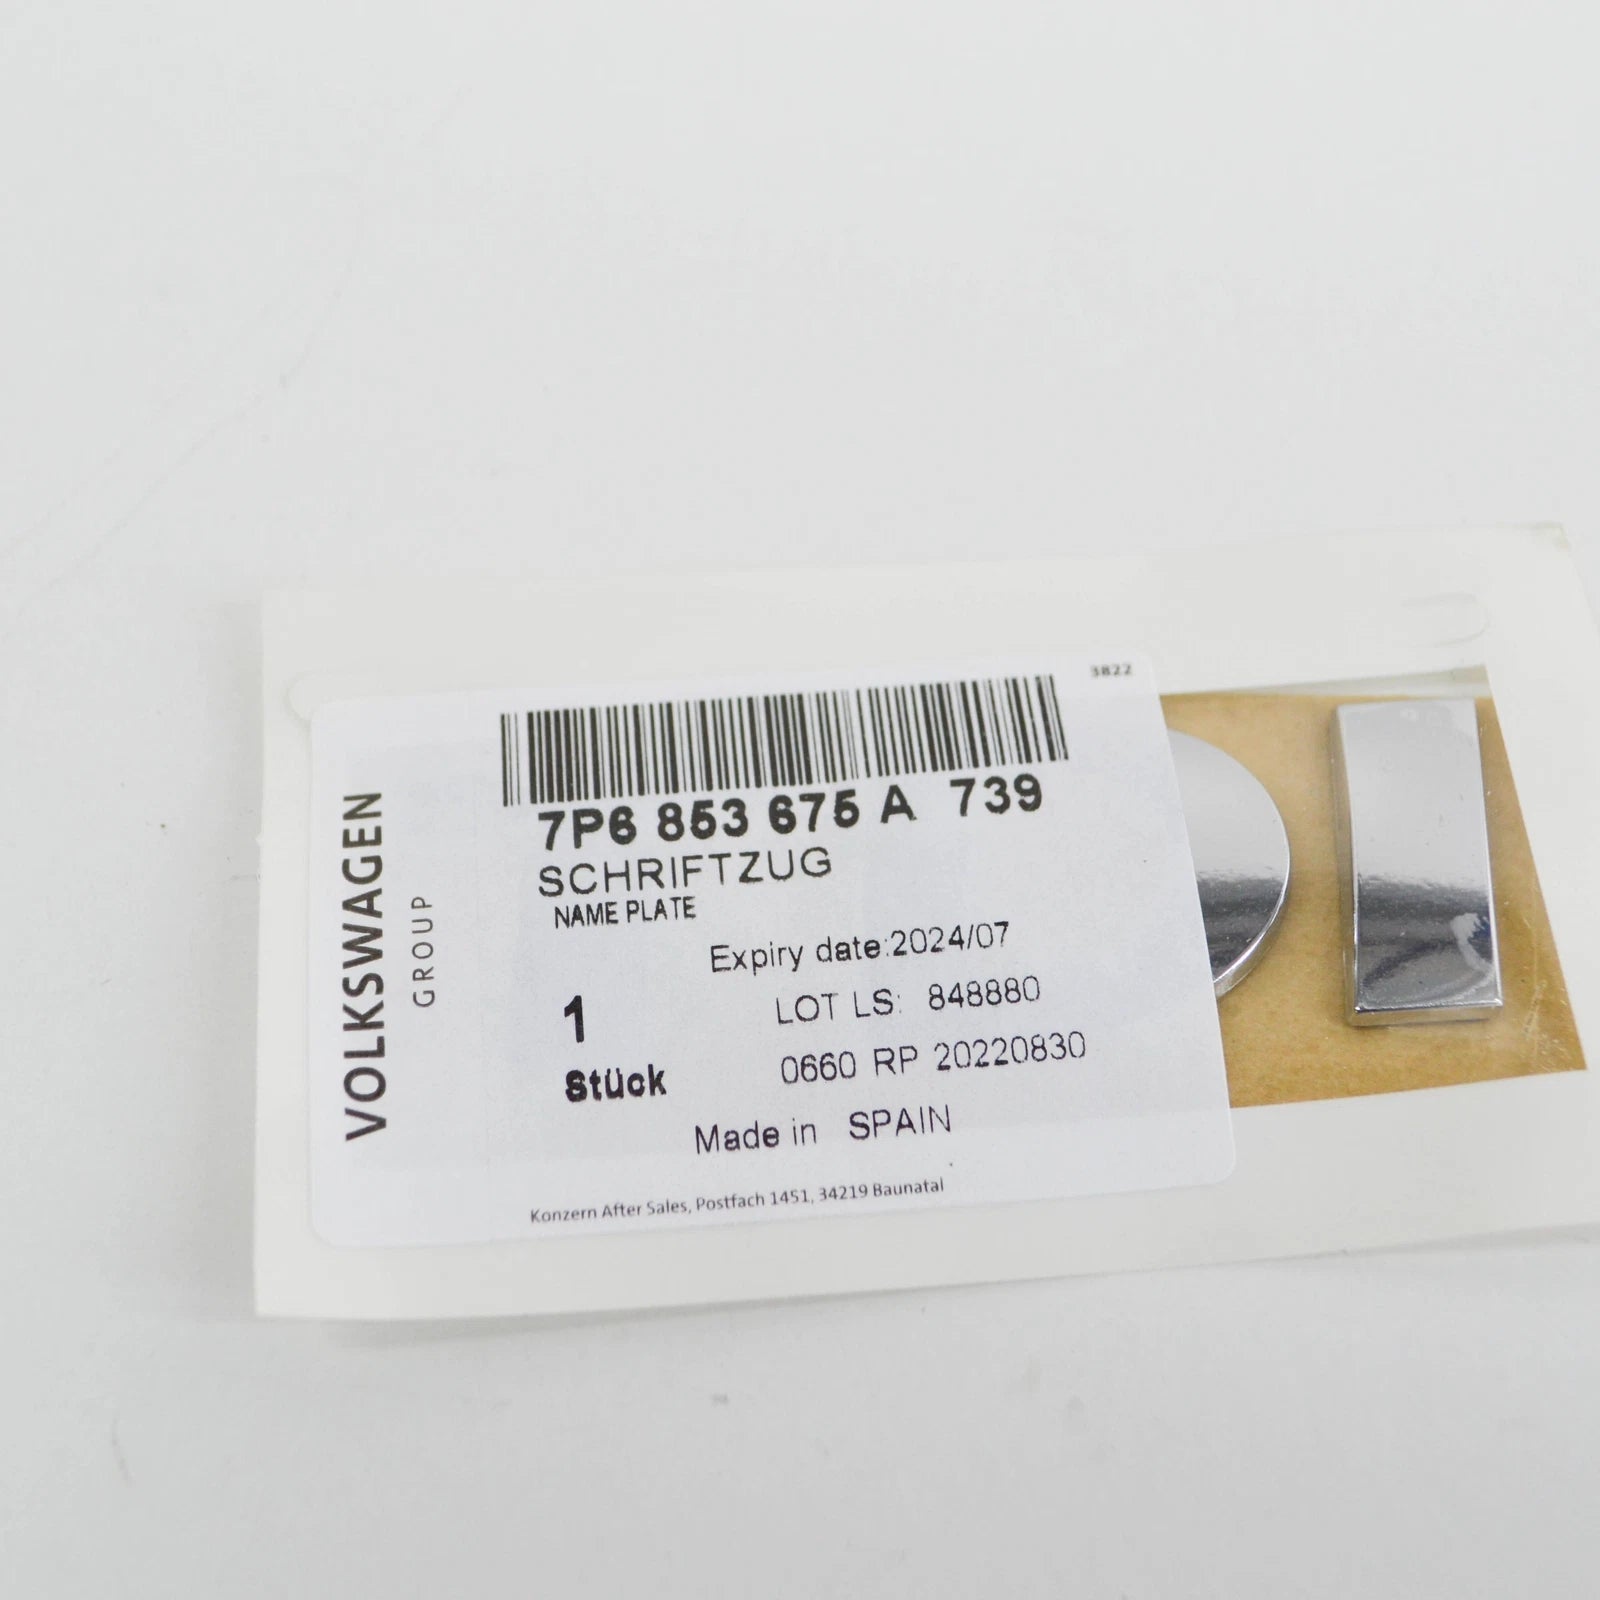 3822
VOLKSWAGEN
GROUP
7P6 853 675 A 739
SCHRIFTZUG
NAME PLATE
Expiry date:2024/07
1
Stück
LOT LS: 848880
0660 RP 20220830
Made in SPAIN
Konzern After Sales, Postfach 1451, 34219 Baunatal